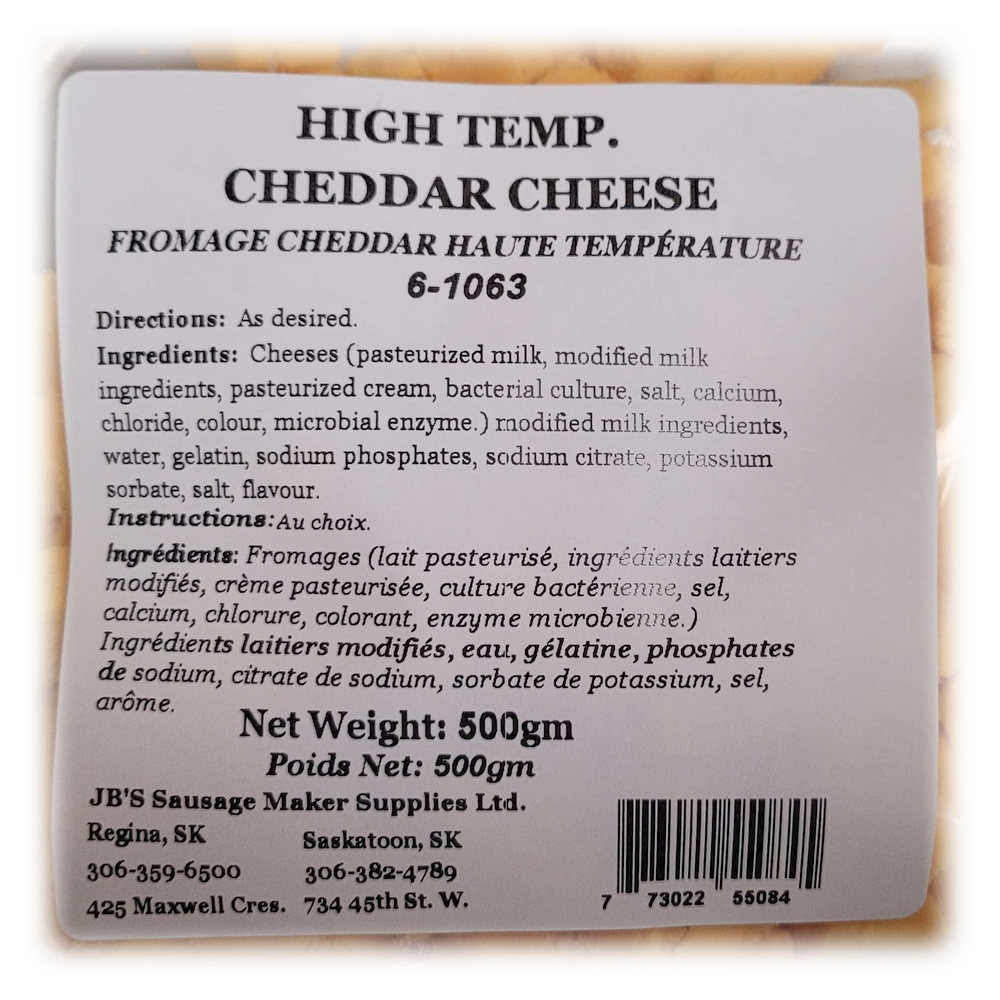 HIGH TEMP.
CHEDDAR CHEESE
FROMAGE CHEDDAR HAUTE TEMPÉRATURE
6-1063
Directions: As desired.
Ingredients: Cheeses (pasteurized milk, modified milk
ingredients, pasteurized cream, bacterial culture, salt, calcium,
chloride, colour, microbial enzyme.) modified milk ingredients,
water, gelatin, sodium phosphates, sodium citrate, potassium
sorbate, salt, flavour.
Instructions: Au choix.
Ingrédients: Fromages (lait pasteurisé, ingrédients laitiers
modifiés, crème pasteurisée, culture bactérienne, sel,
calcium, chlorure, colorant, enzyme microbienne.)
Ingrédients laitiers modifiés, eau, gélatine, phosphates
de sodium, citrate de sodium, sorbate de potassium, sel,
arôme.
Net Weight: 500gm
Poids Net: 500gm
JB'S Sausage Maker Supplies Ltd.
Regina, SK Saskatoon, SK
306-359-6500 306-382-4789
425 Maxwell Cres. 734 45th St. W.
7 73022 55084